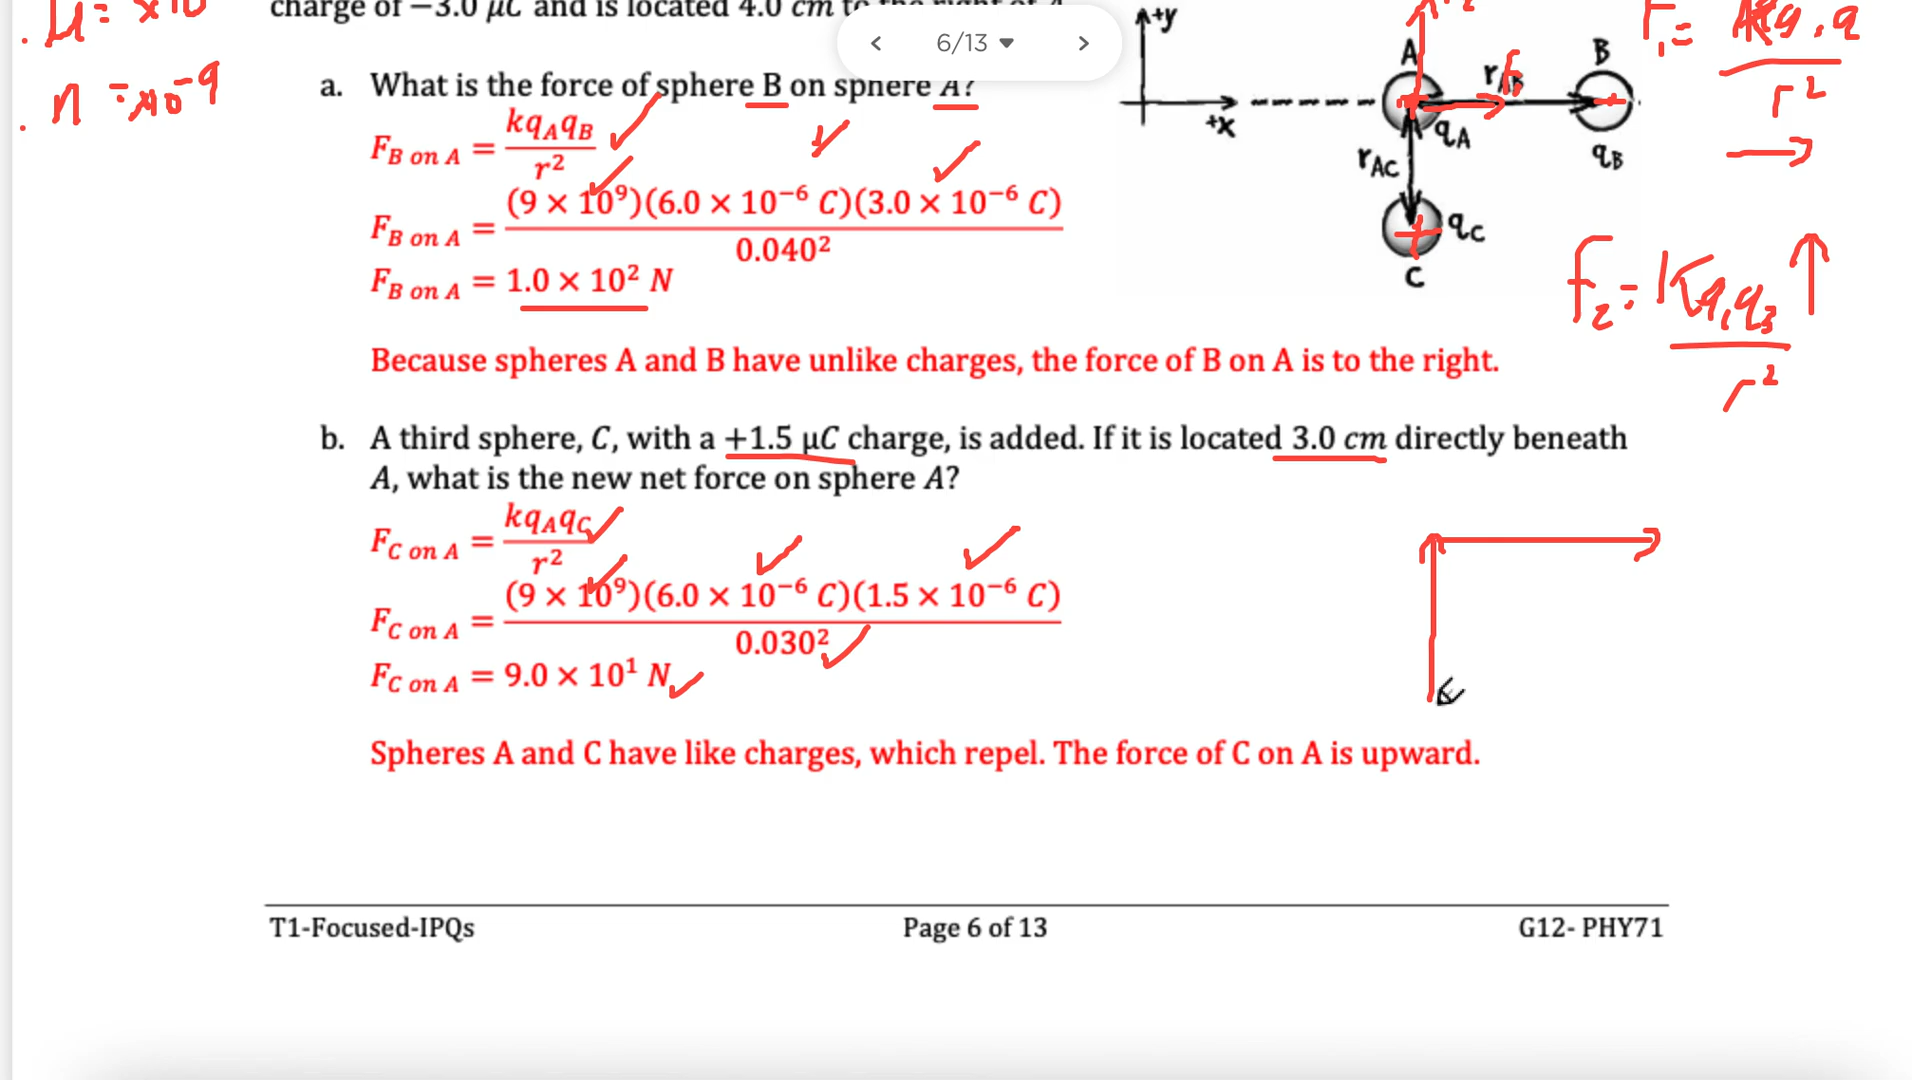 charge of −3.0 μC and is located 4.0 cm to
μ = ×10
n = ×10⁻⁹
6/13
a. What is the force of sphere B on sphere A?
F_B on A = kq_Aq_B / r²
F_B on A = (9 × 10⁹)(6.0 × 10⁻⁶ C)(3.0 × 10⁻⁶ C) / 0.040²
F_B on A = 1.0 × 10² N
+y
+x
A
B
r_AB
q_A
q_B
r_AC
q_C
C
F₁ = kq₁q / r²
F₂ = Kq₁q₃ / r²
Because spheres A and B have unlike charges, the force of B on A is to the right.
b. A third sphere, C, with a +1.5 μC charge, is added. If it is located 3.0 cm directly beneath
A, what is the new net force on sphere A?
F_C on A = kq_Aq_C / r²
F_C on A = (9 × 10⁹)(6.0 × 10⁻⁶ C)(1.5 × 10⁻⁶ C) / 0.030²
F_C on A = 9.0 × 10¹ N
Spheres A and C have like charges, which repel. The force of C on A is upward.
T1-Focused-IPQs
Page 6 of 13
G12- PHY71